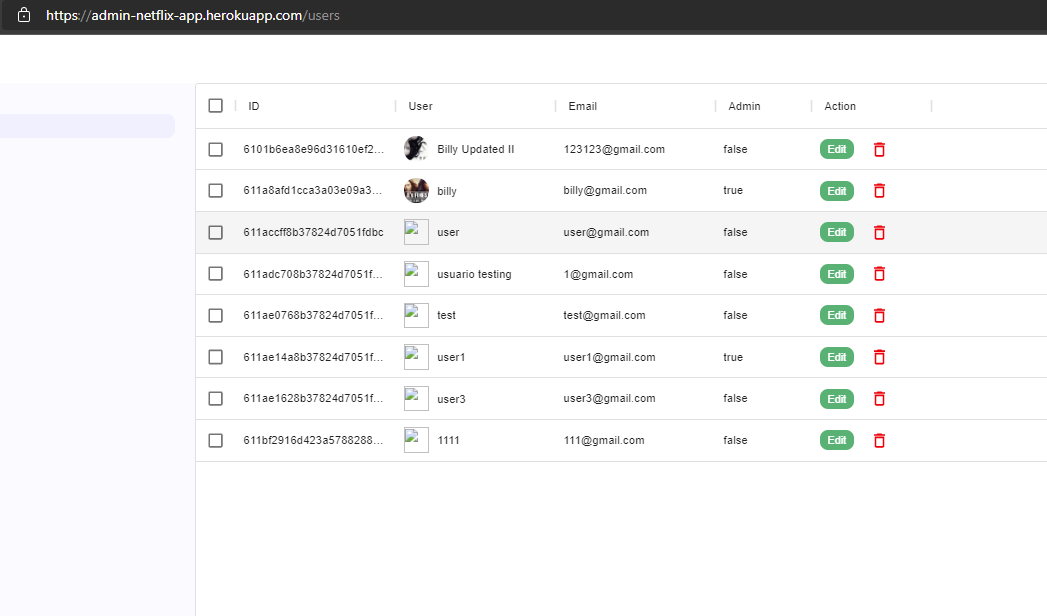 https://admin-netflix-app.herokuapp.com/users
ID User Email Admin Action
6101b6ea8e96d31610ef2... Billy Updated II 123123@gmail.com false Edit
611a8afd1cca3a03e09a3... billy billy@gmail.com true Edit
611accff8b37824d7051fdbc user user@gmail.com false Edit
611adc708b37824d7051f... usuario testing 1@gmail.com false Edit
611ae0768b37824d7051f... test test@gmail.com false Edit
611ae14a8b37824d7051f... user1 user1@gmail.com true Edit
611ae1628b37824d7051f... user3 user3@gmail.com false Edit
611bf2916d423a5788288... 1111 111@gmail.com false Edit